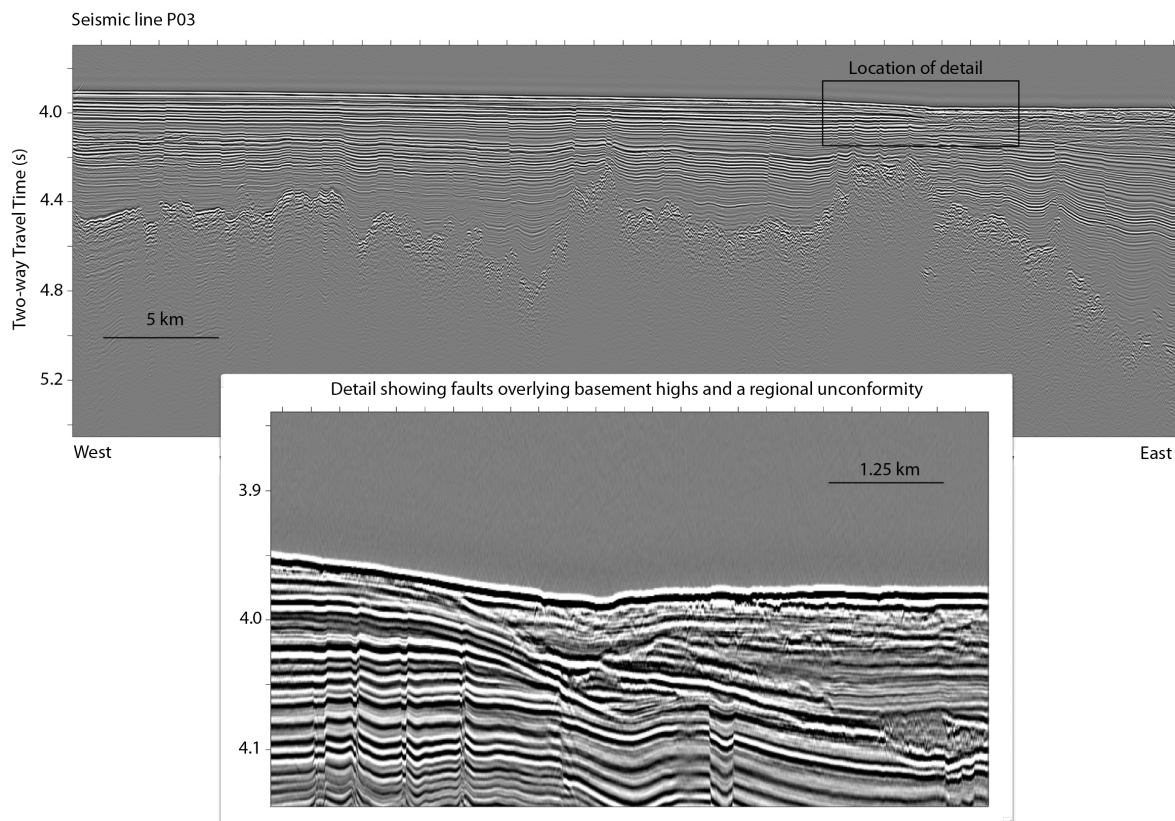 Seismic line P03
Location of detail
4.0
4.4
4.8
5.2
Two-way Travel Time (s)
5 km
West
East
Detail showing faults overlying basement highs and a regional unconformity
1.25 km
3.9
4.0
4.1